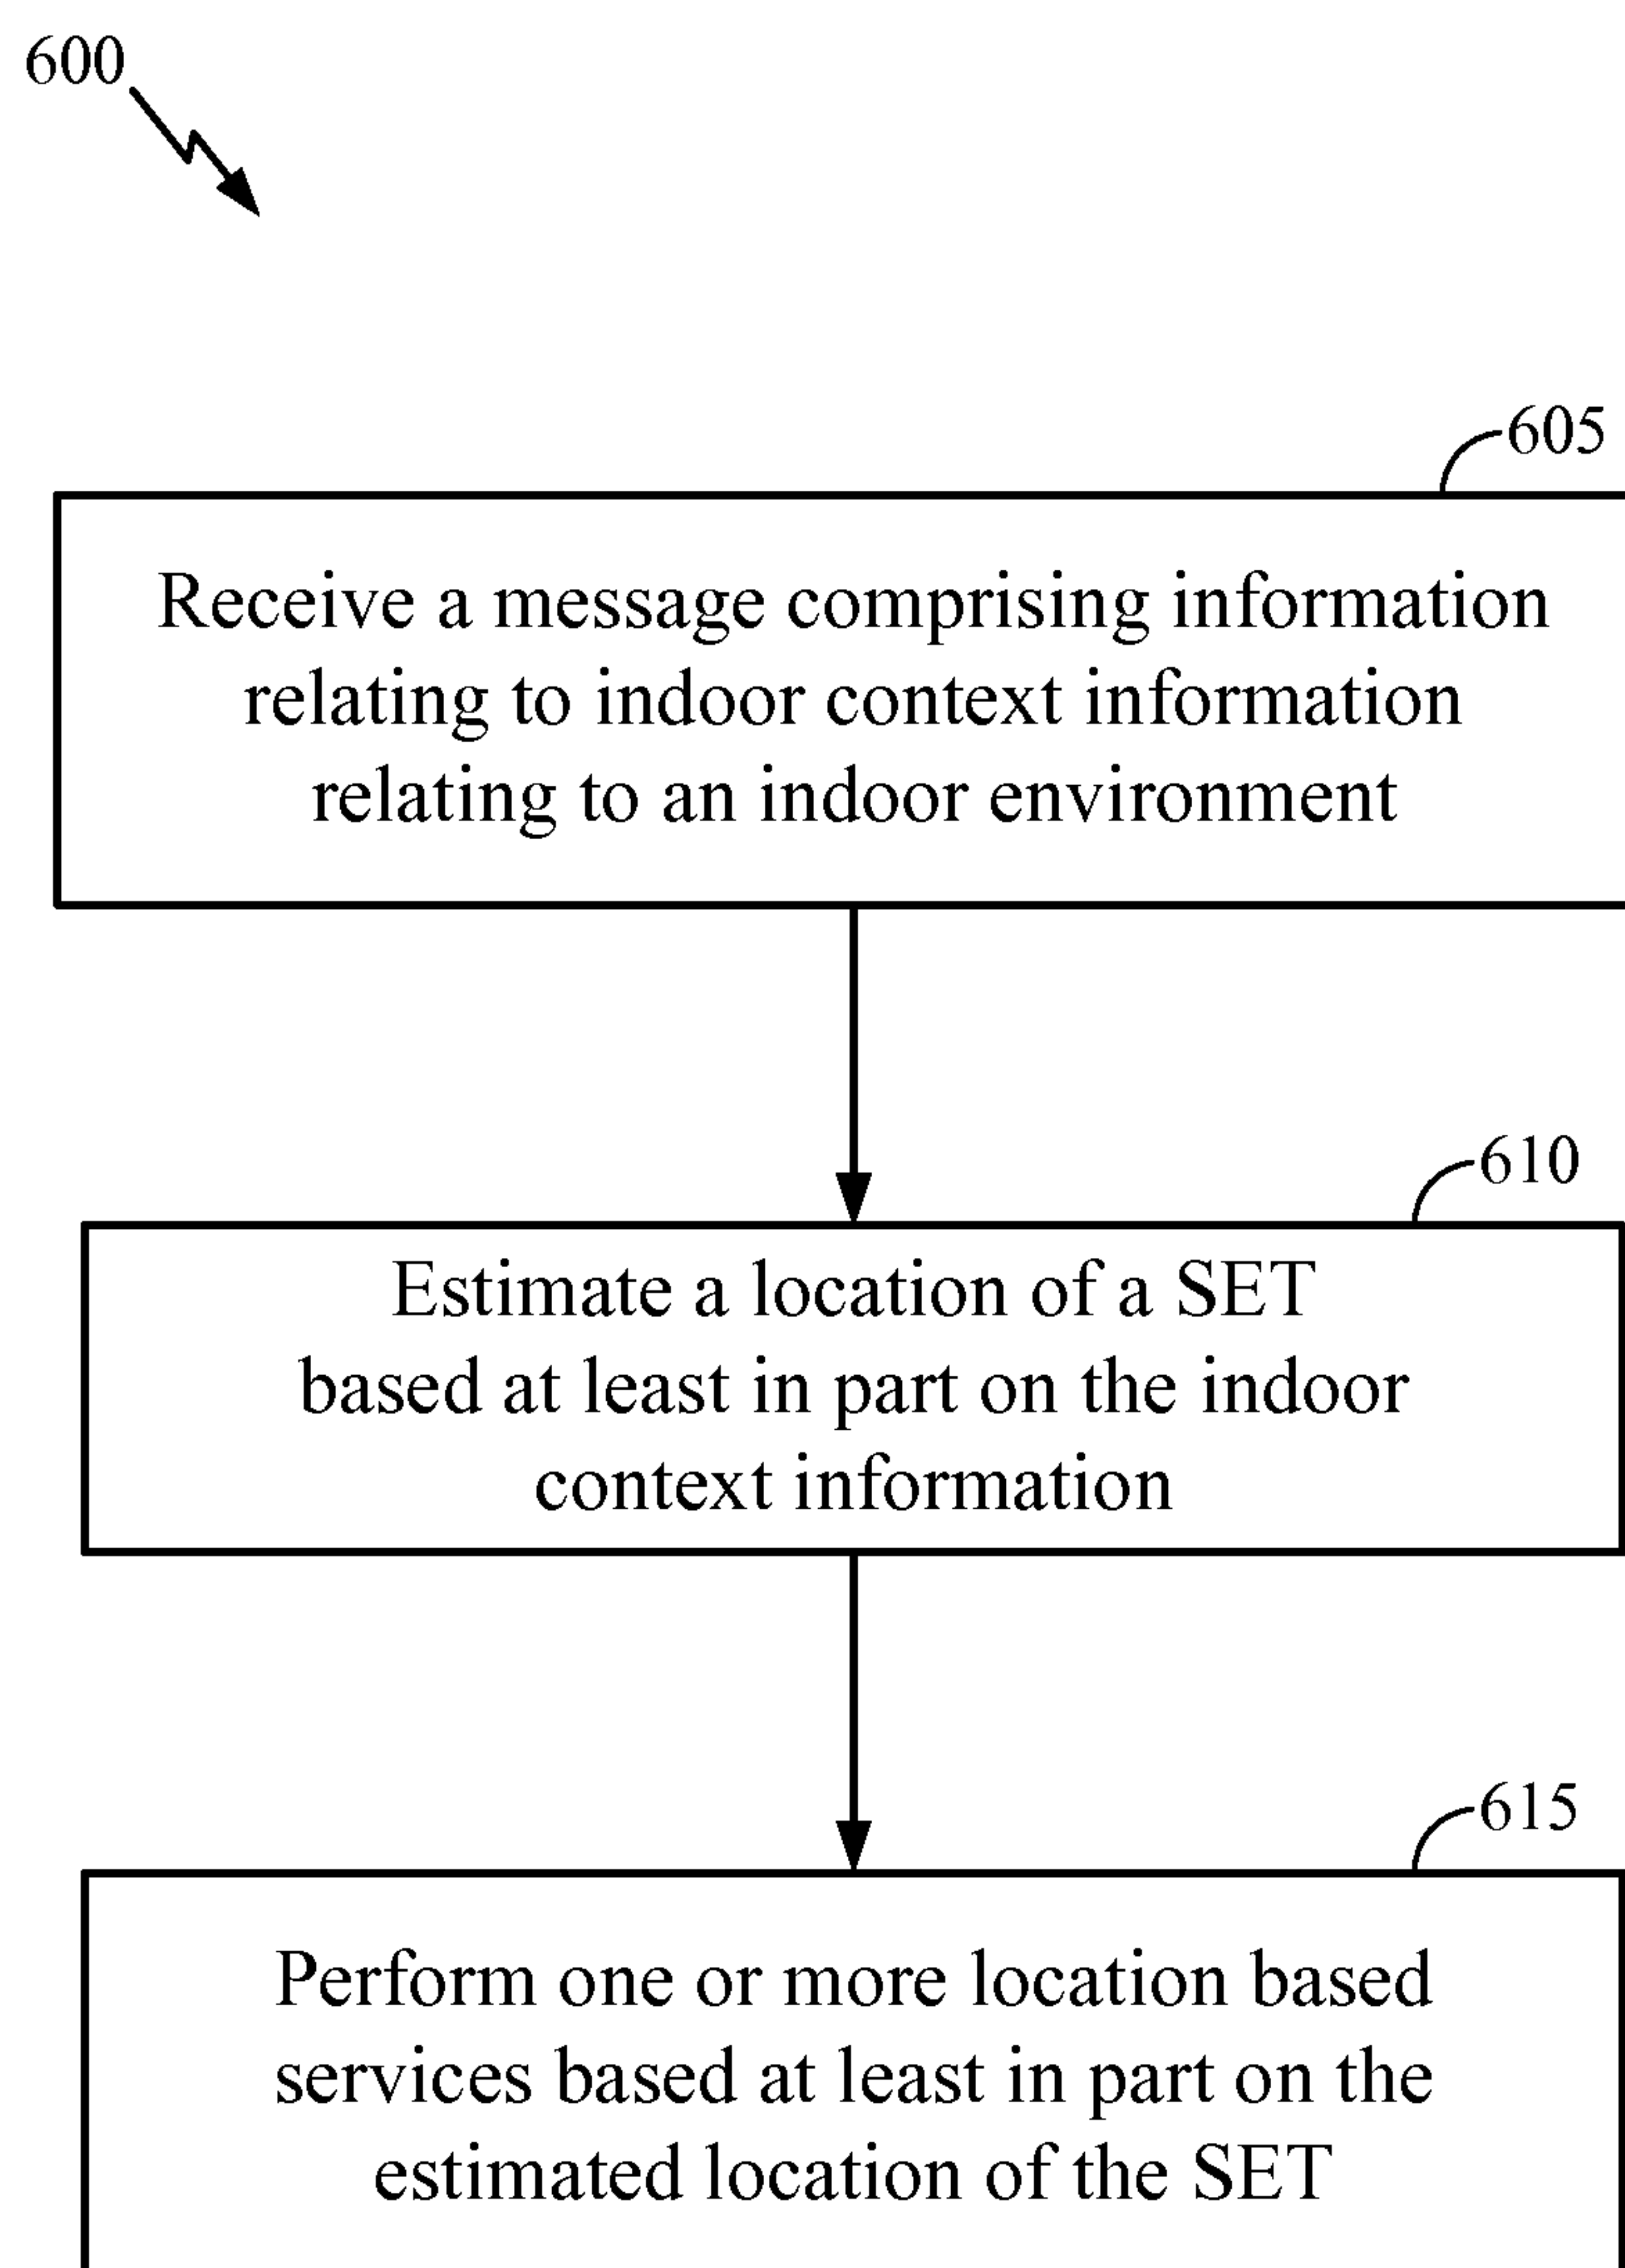 600
605
Receive a message comprising information
relating to indoor context information
relating to an indoor environment
610
Estimate a location of a SET
based at least in part on the indoor
context information
615
Perform one or more location based
services based at least in part on the
estimated location of the SET